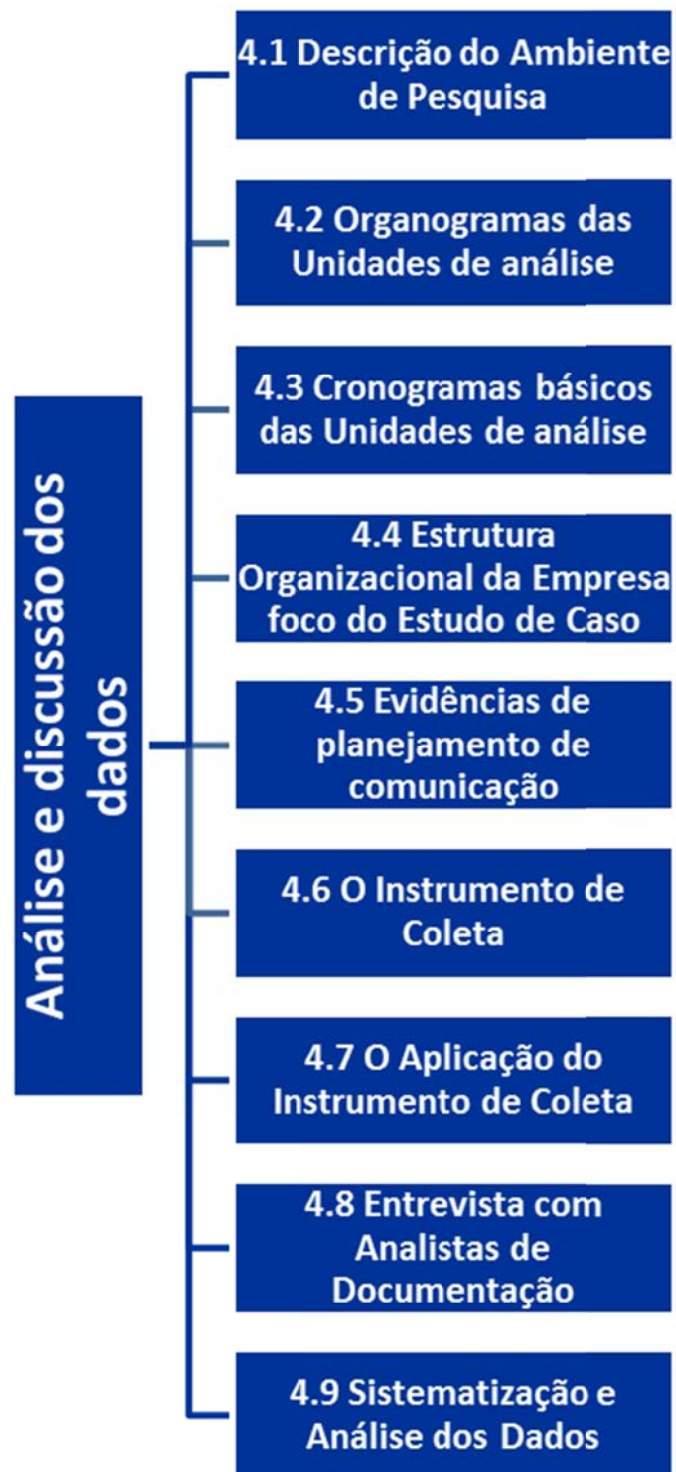 Análise e discussão dos
dados
4.1 Descrição do Ambiente
de Pesquisa
4.2 Organogramas das
Unidades de análise
4.3 Cronogramas básicos
das Unidades de análise
4.4 Estrutura
Organizacional da Empresa
foco do Estudo de Caso
4.5 Evidências de
planejamento de
comunicação
4.6 O Instrumento de
Coleta
4.7 O Aplicação do
Instrumento de Coleta
4.8 Entrevista com
Analistas de
Documentação
4.9 Sistematização e
Análise dos Dados